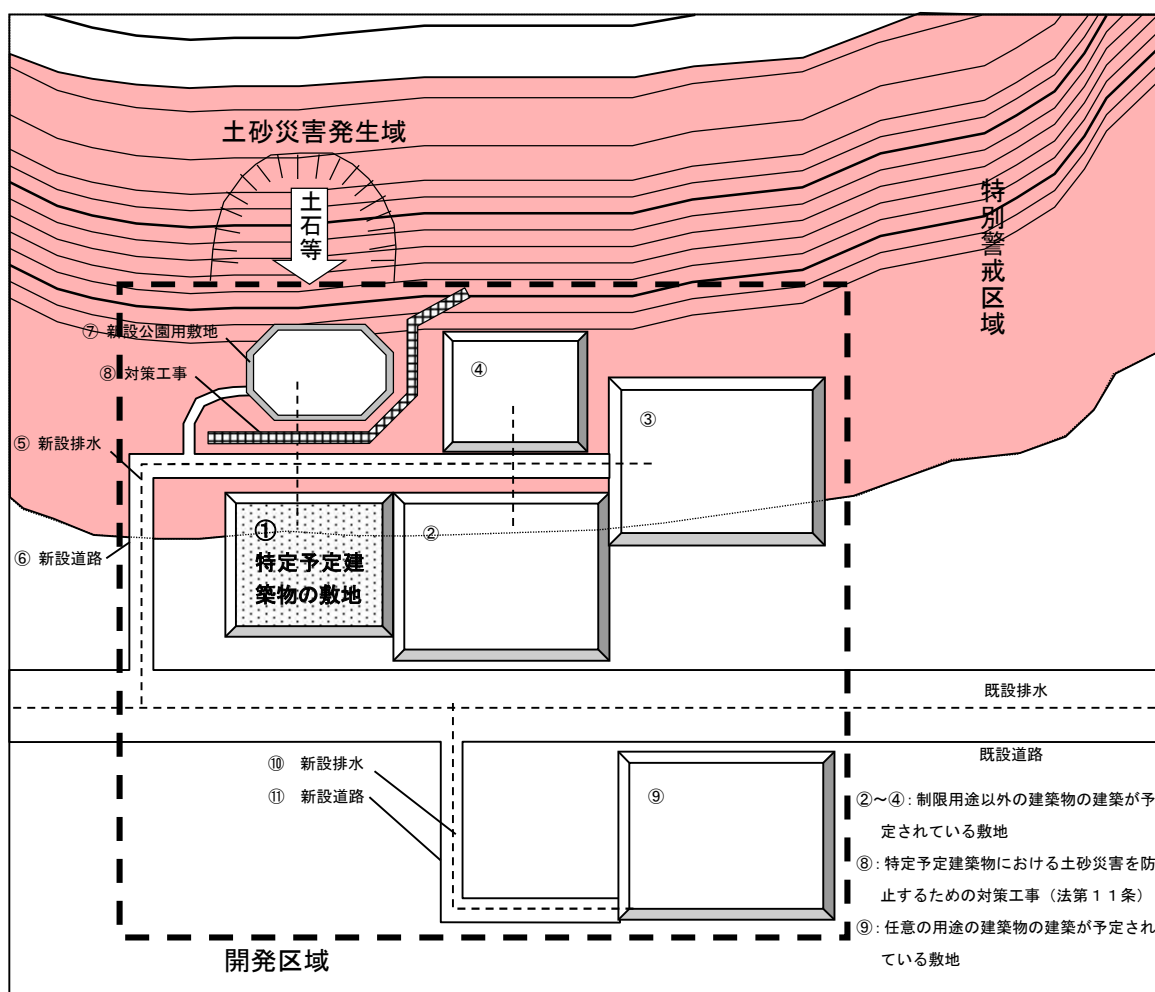 土砂災害発生域
土石等
特別警戒区域
⑦ 新設公園用敷地
⑧ 対策工事
④
③
⑤ 新設排水
①
特定予定建
築物の敷地
②
⑥ 新設道路
既設排水
既設道路
⑩ 新設排水
⑪ 新設道路
⑨
②～④：制限用途以外の建築物の建築が予
定されている敷地
⑧：特定予定建築物における土砂災害を防
止するための対策工事（法第１１条）
⑨：任意の用途の建築物の建築が予定され
ている敷地
開発区域